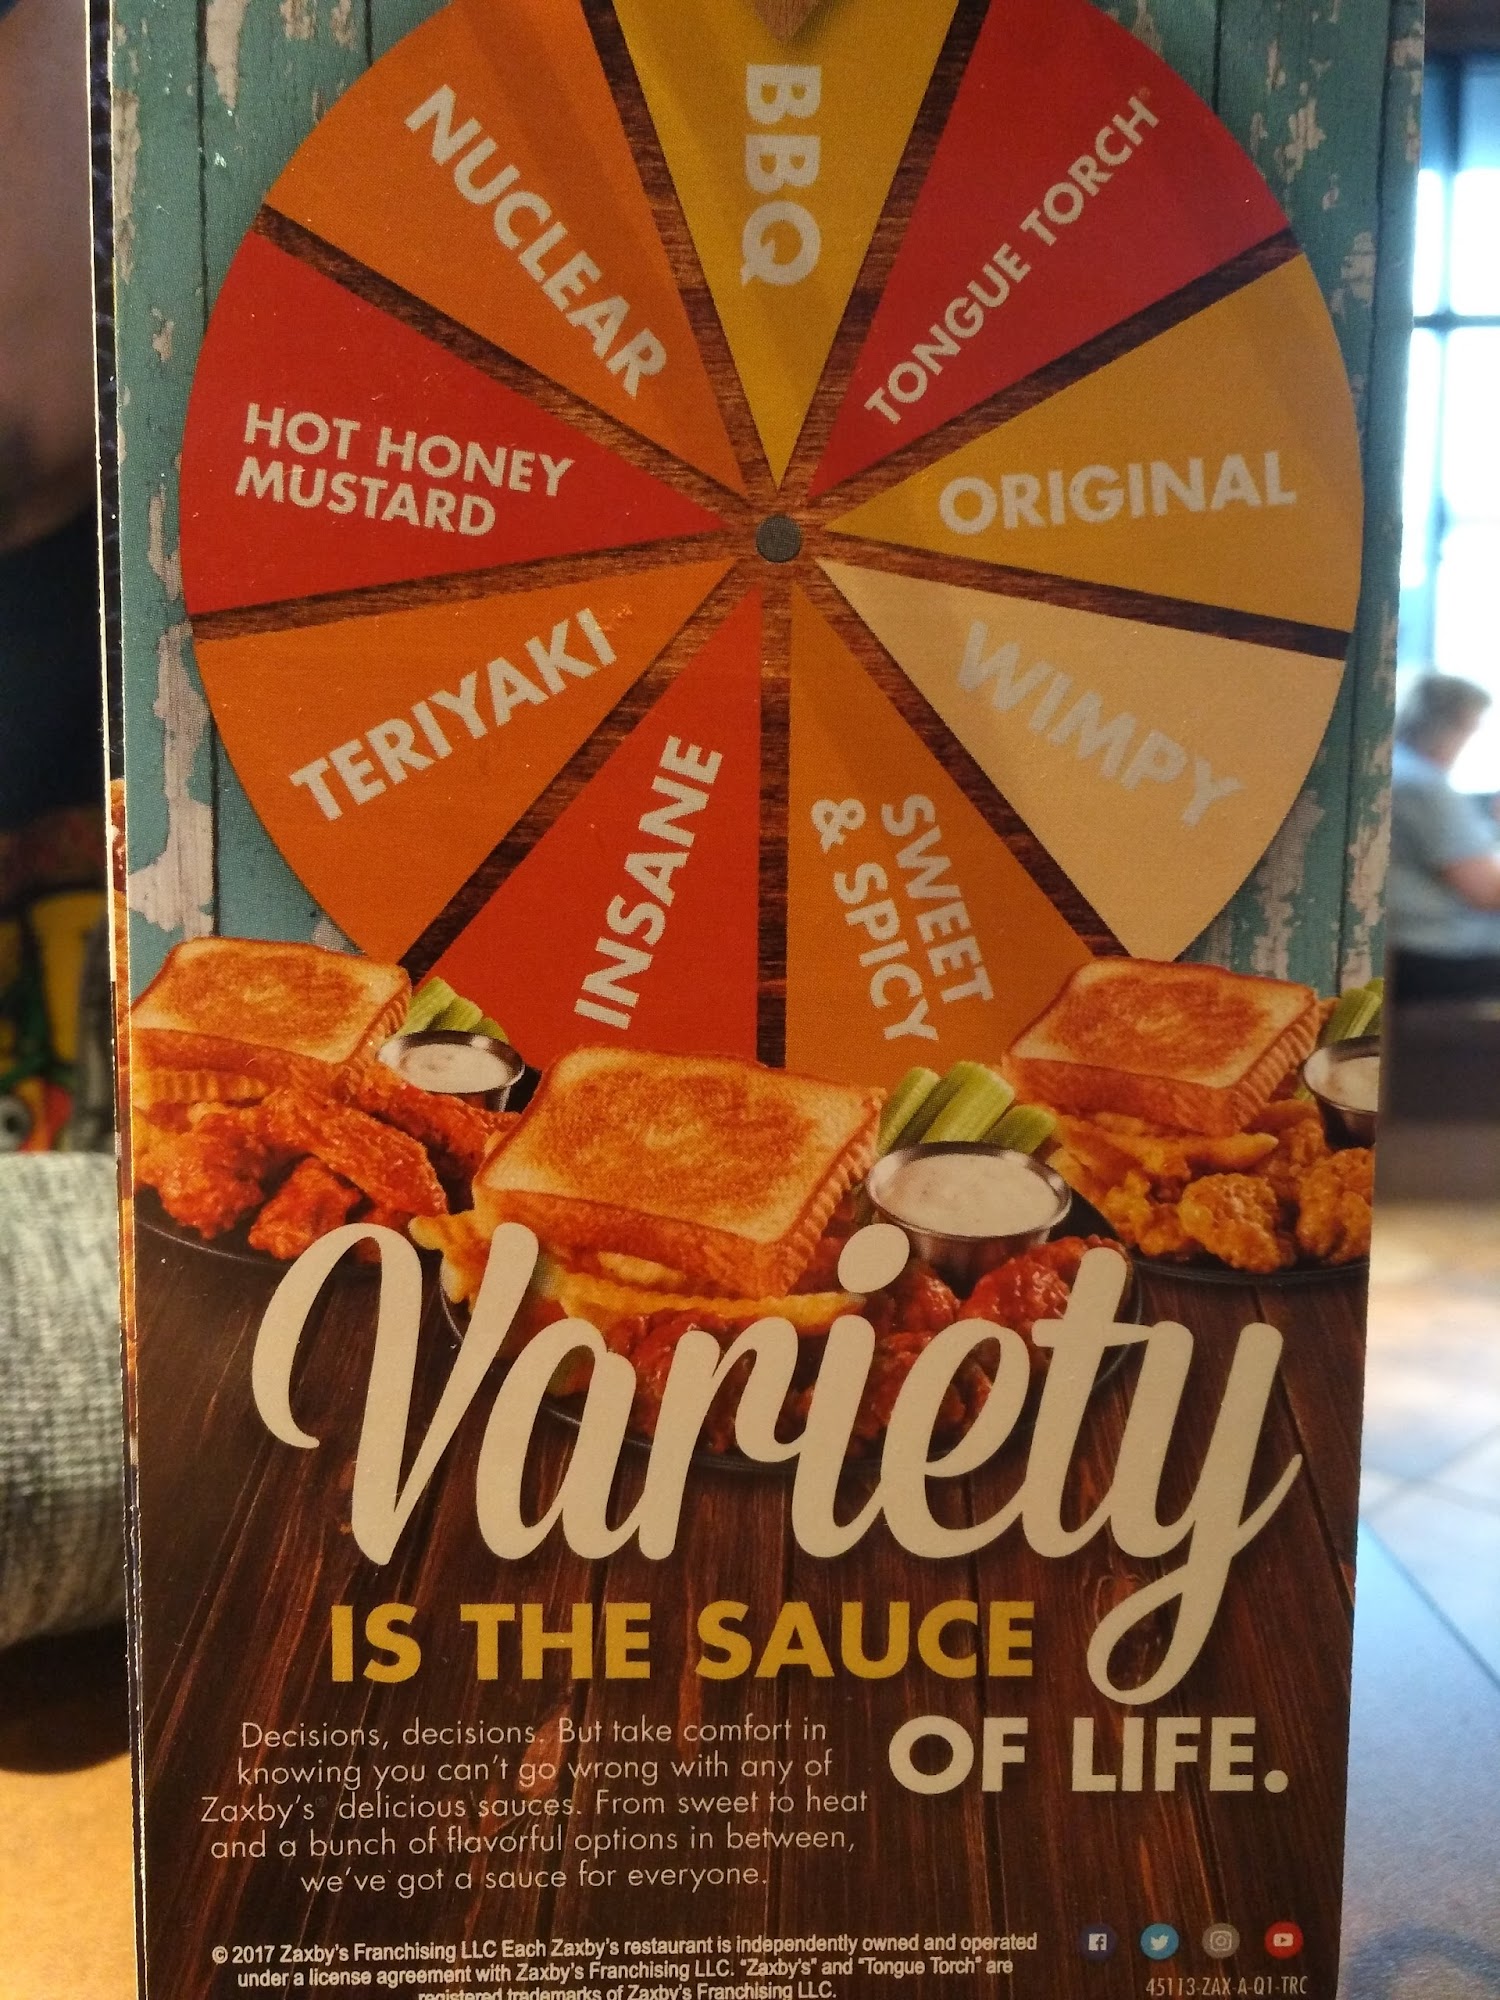 BBQ
TONGUE TORCH®
ORIGINAL
WIMPY
SWEET
& SPICY
INSANE
TERIYAKI
HOT HONEY
MUSTARD
NUCLEAR
Variety
IS THE SAUCE
OF LIFE.
Decisions, decisions. But take comfort in
knowing you can't go wrong with any of
Zaxby's® delicious sauces. From sweet to heat
and a bunch of flavorful options in between,
we've got a sauce for everyone.
© 2017 Zaxby's Franchising LLC Each Zaxby's restaurant is independently owned and operated
under a license agreement with Zaxby's Franchising LLC. "Zaxby's" and "Tongue Torch" are
registered trademarks of Zaxby's Franchising LLC.
45113-ZAX-A-Q1-TRC